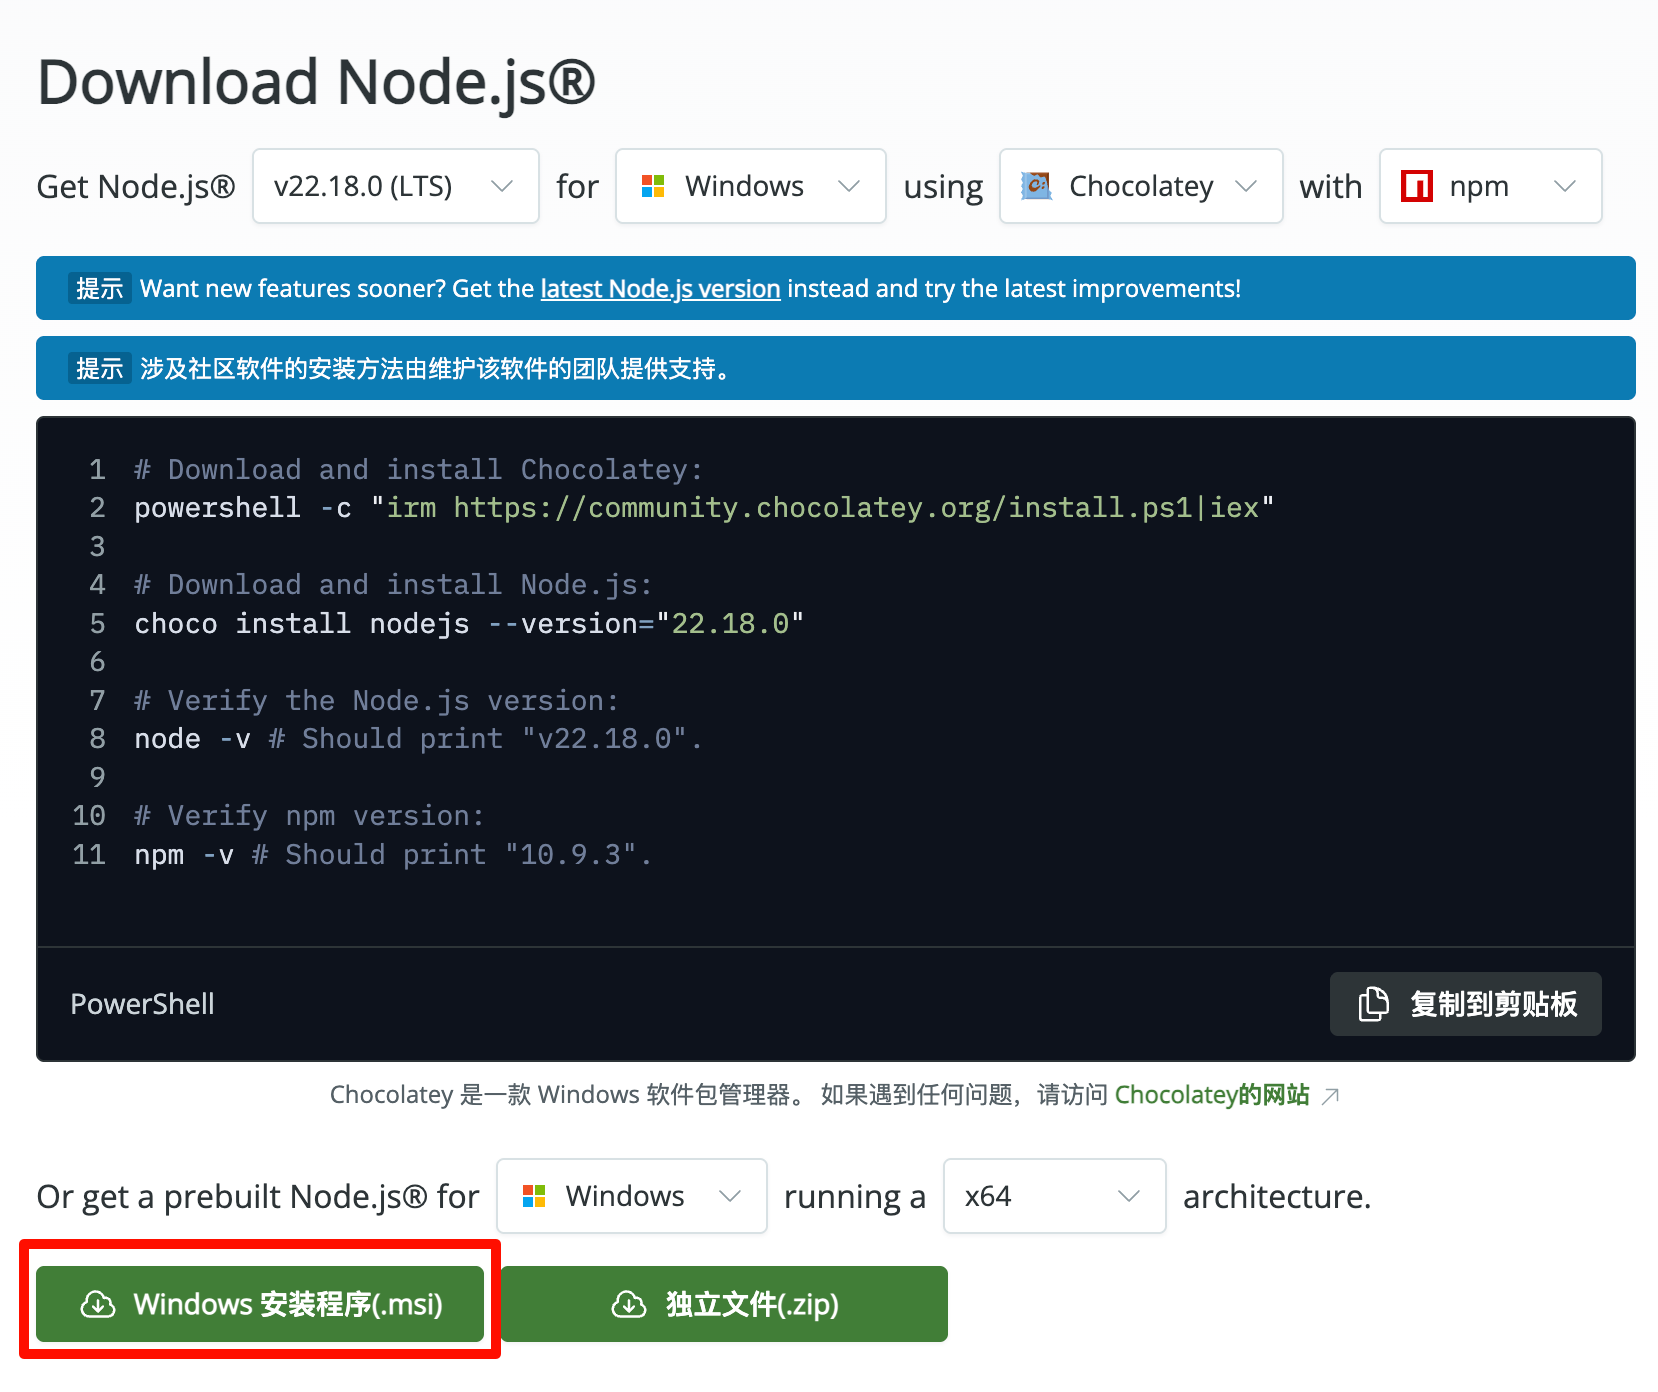 Download Node.js®
Get Node.js® v22.18.0 (LTS) for Windows using Chocolatey with npm
提示 Want new features sooner? Get the latest Node.js version instead and try the latest improvements!
提示 涉及社区软件的安装方法由维护该软件的团队提供支持。
1 # Download and install Chocolatey:
2 powershell -c "irm https://community.chocolatey.org/install.ps1|iex"
3
4 # Download and install Node.js:
5 choco install nodejs --version="22.18.0"
6
7 # Verify the Node.js version:
8 node -v # Should print "v22.18.0".
9
10 # Verify npm version:
11 npm -v # Should print "10.9.3".
PowerShell 复制到剪贴板
Chocolatey 是一款 Windows 软件包管理器。 如果遇到任何问题，请访问 Chocolatey的网站
Or get a prebuilt Node.js® for Windows running a x64 architecture.
Windows 安装程序(.msi) 独立文件(.zip)